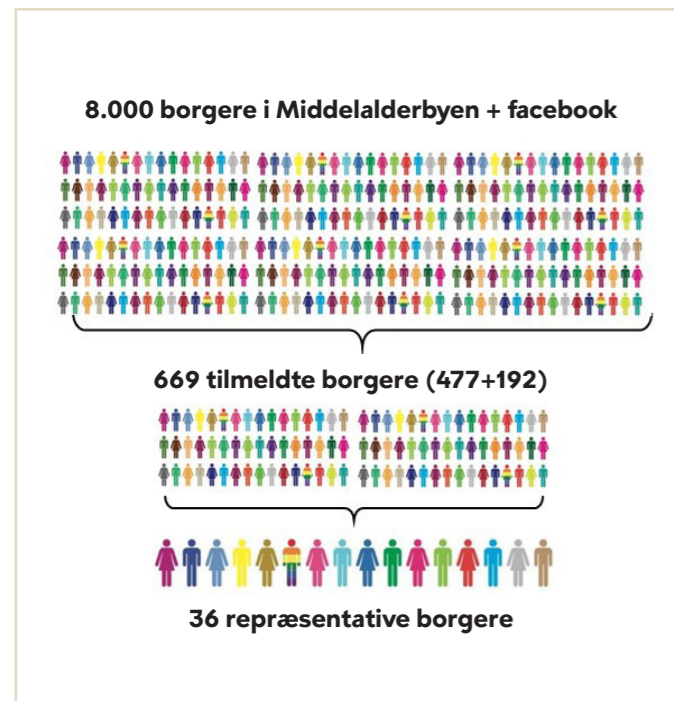 8.000 borgere i Middelalderbyen + facebook
669 tilmeldte borgere (477+192)
36 repræsentative borgere